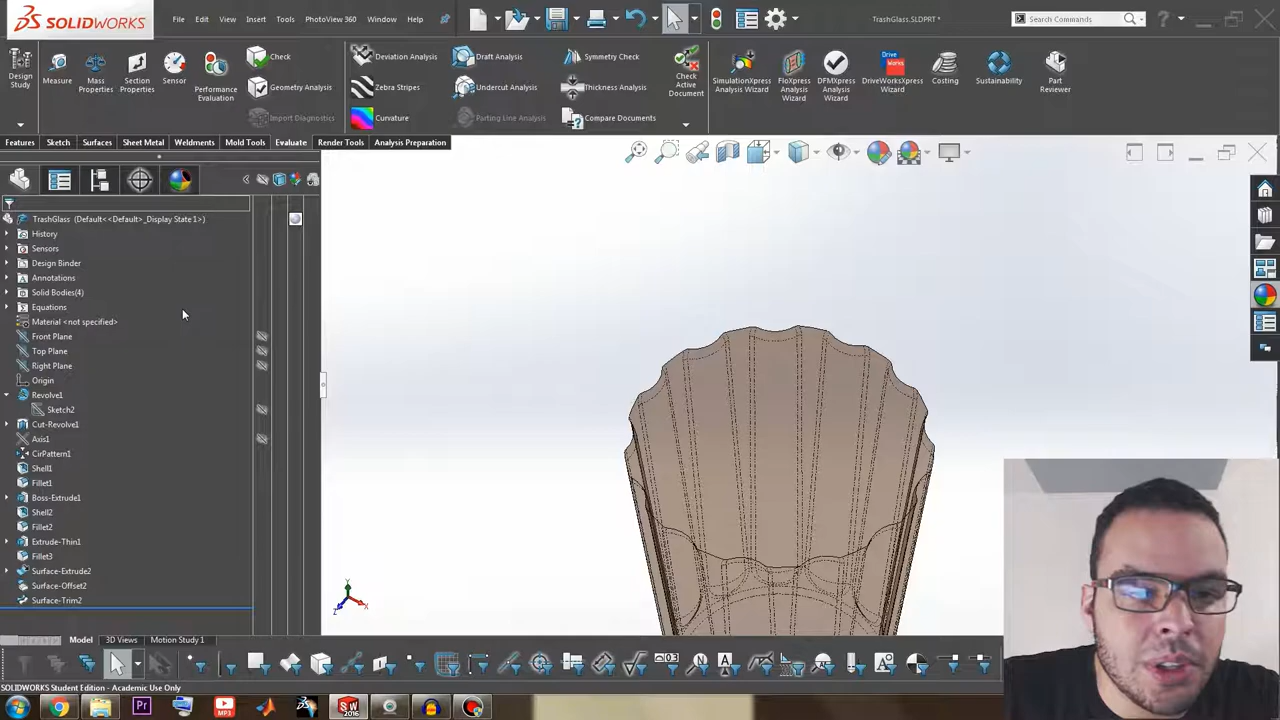 SOLIDWORKS
File Edit View Insert Tools PhotoView 360 Window Help
TrashGlass.SLDPRT *
Search Commands
Design Study
Measure
Mass Properties
Section Properties
Sensor
Performance Evaluation
Check
Geometry Analysis
Import Diagnostics
Deviation Analysis
Zebra Stripes
Curvature
Draft Analysis
Undercut Analysis
Parting Line Analysis
Symmetry Check
Thickness Analysis
Compare Documents
Check Active Document
SimulationXpress Analysis Wizard
FloXpress Analysis Wizard
DFMXpress Analysis Wizard
DriveWorksXpress Wizard
Costing
Sustainability
Part Reviewer
Features Sketch Surfaces Sheet Metal Weldments Mold Tools Evaluate Render Tools Analysis Preparation
TrashGlass (Default<<Default>_Display State 1>)
History
Sensors
Design Binder
Annotations
Solid Bodies(4)
Equations
Material <not specified>
Front Plane
Top Plane
Right Plane
Origin
Revolve1
Sketch2
Cut-Revolve1
Axis1
CirPattern1
Shell1
Fillet1
Boss-Extrude1
Shell2
Fillet2
Extrude-Thin1
Fillet3
Surface-Extrude2
Surface-Offset2
Surface-Trim2
Y
X
Z
Model 3D Views Motion Study 1
SOLIDWORKS Student Edition - Academic Use Only
Pr
MP3
SW
2016